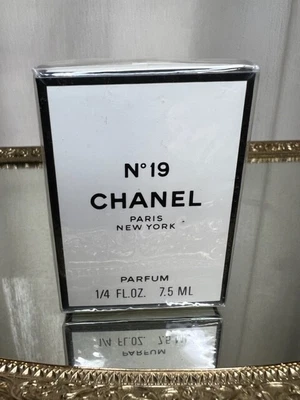 N°19
CHANEL
PARIS
NEW YORK
PARFUM
1/4 FL.OZ. 7.5 ML